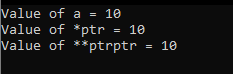 Value of a = 10
Value of *ptr = 10
Value of **ptrptr = 10